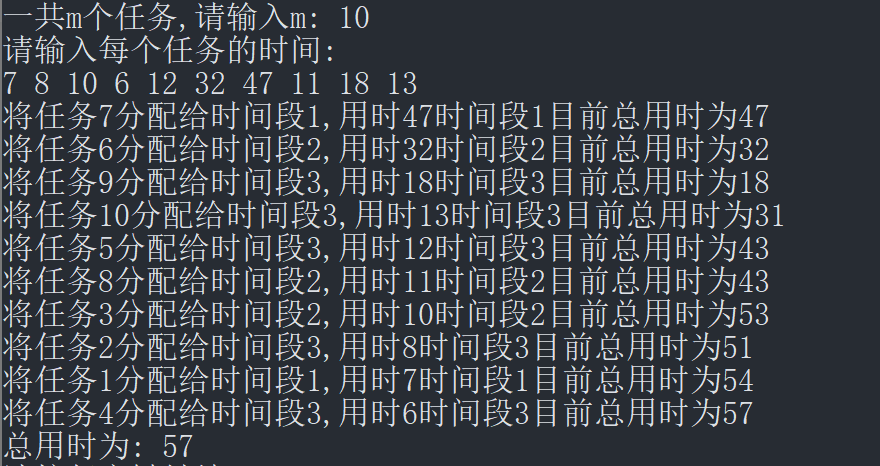 一共m个任务,请输入m: 10
请输入每个任务的时间:
7 8 10 6 12 32 47 11 18 13
将任务7分配给时间段1,用时47时间段1目前总用时为47
将任务6分配给时间段2,用时32时间段2目前总用时为32
将任务9分配给时间段3,用时18时间段3目前总用时为18
将任务10分配给时间段3,用时13时间段3目前总用时为31
将任务5分配给时间段3,用时12时间段3目前总用时为43
将任务8分配给时间段2,用时11时间段2目前总用时为43
将任务3分配给时间段2,用时10时间段2目前总用时为53
将任务2分配给时间段3,用时8时间段3目前总用时为51
将任务1分配给时间段1,用时7时间段1目前总用时为54
将任务4分配给时间段3,用时6时间段3目前总用时为57
总用时为: 57